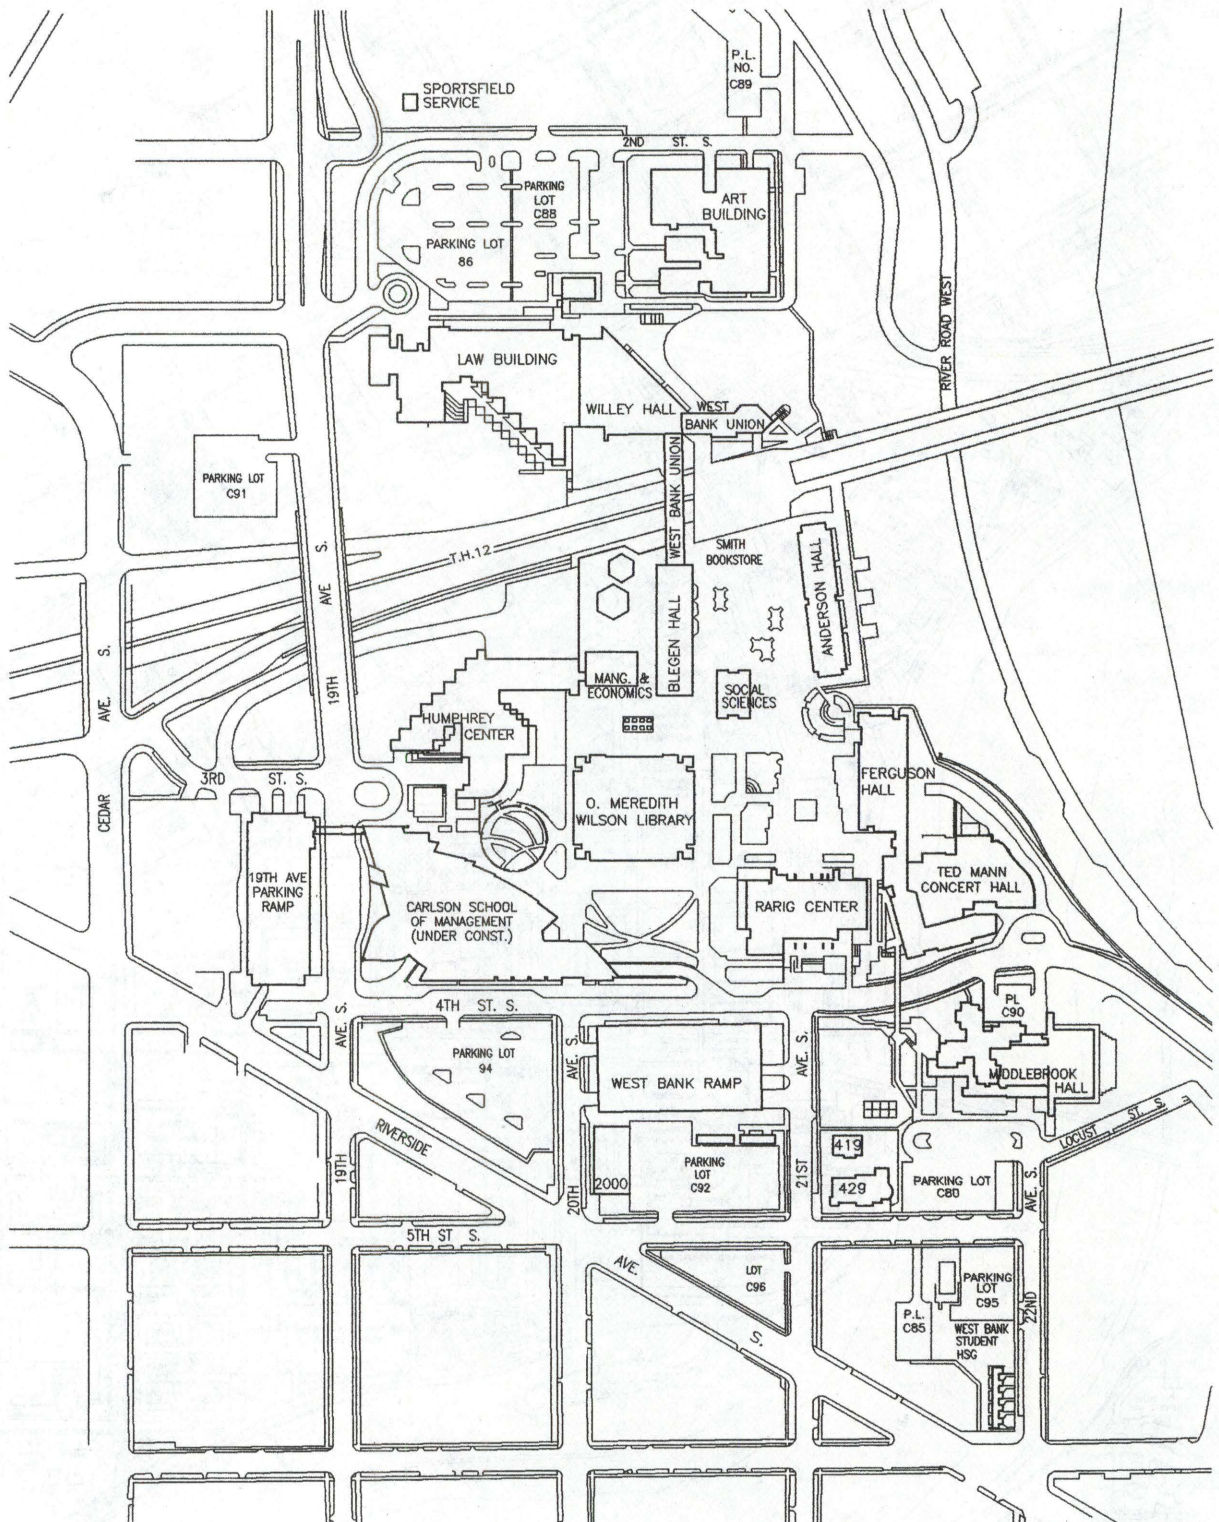 P.L.
NO.
C89
SPORTSFIELD
SERVICE
2ND ST. S.
PARKING
LOT
C88
ART
BUILDING
PARKING LOT
86
RIVER ROAD WEST
LAW BUILDING
WILLEY HALL
WEST
BANK UNION
PARKING LOT
C91
WEST BANK UNION
T.H.12
SMITH
BOOKSTORE
ANDERSON HALL
19TH AVE S.
BLEGEN HALL
MANG. &
ECONOMICS
SOCIAL
SCIENCES
CEDAR AVE. S.
HUMPHREY
CENTER
3RD ST. S.
FERGUSON
HALL
O. MEREDITH
WILSON LIBRARY
19TH AVE
PARKING
RAMP
CARLSON SCHOOL
OF MANAGEMENT
(UNDER CONST.)
RARIG CENTER
TED MANN
CONCERT HALL
4TH ST. S.
PL
C90
PARKING LOT
94
WEST BANK RAMP
MIDDLEBROOK
HALL
LOCUST ST. S
RIVERSIDE
19TH AVE. S.
20TH AVE. S.
21ST AVE. S.
419
429
2000
PARKING
LOT
C92
PARKING LOT
C80
5TH ST S.
AVE.
S.
LOT
C96
22ND AVE. S.
PARKING
LOT
C95
P.L.
C85
WEST BANK
STUDENT
HSG